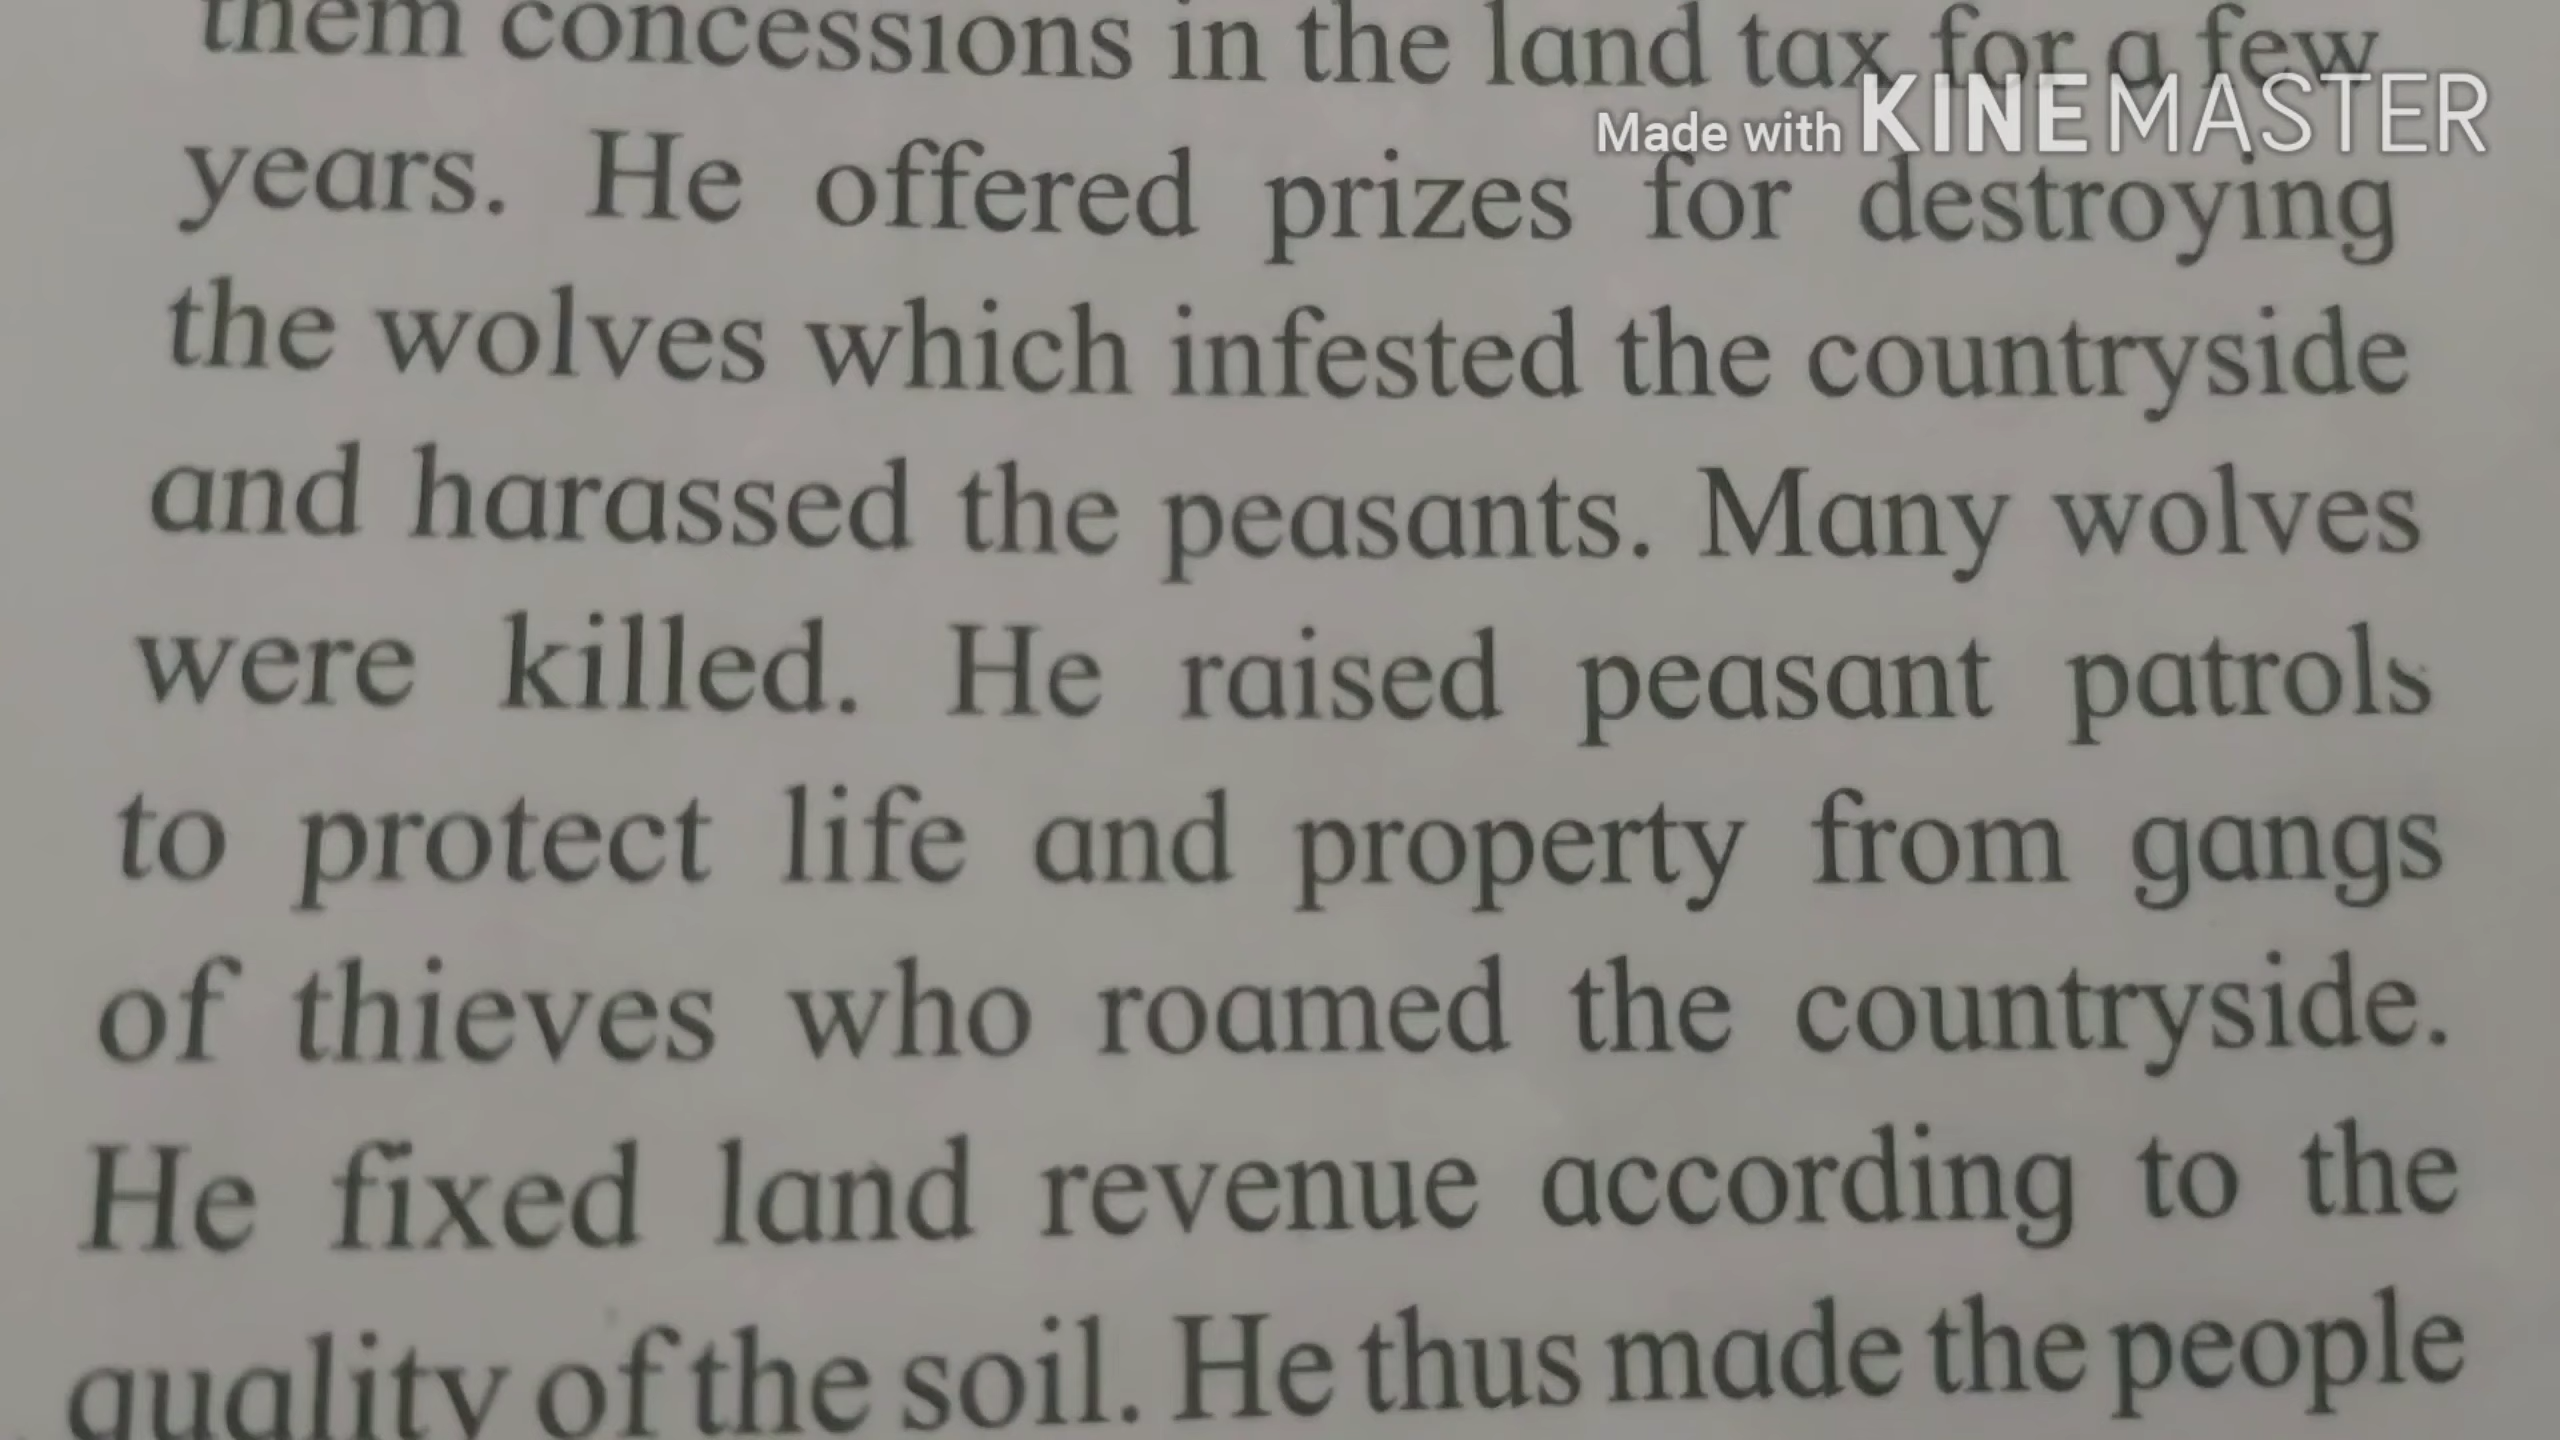 them concessions in the land tax for a few
Made with KINEMASTER
years. He offered prizes for destroying
the wolves which infested the countryside
and harassed the peasants. Many wolves
were killed. He raised peasant patrols
to protect life and property from gangs
of thieves who roamed the countryside.
He fixed land revenue according to the
quality of the soil. He thus made the people